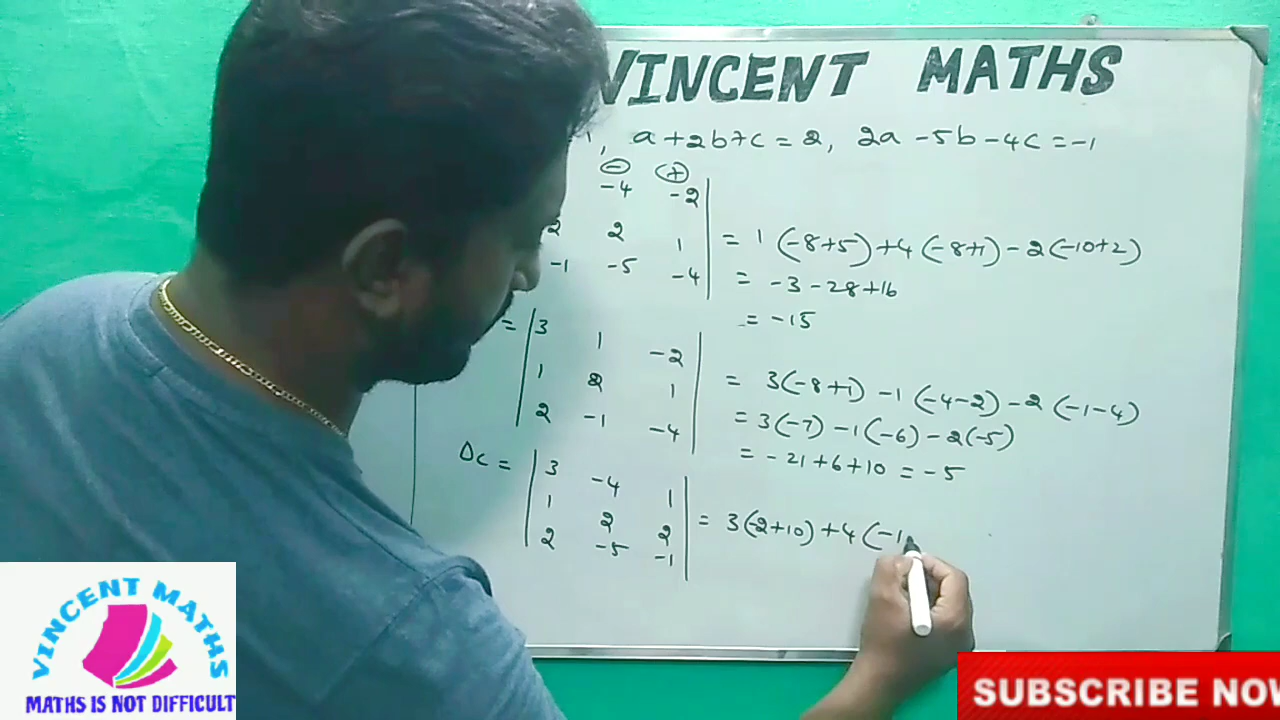 VINCENT MATHS
, a+2b+c=2, 2a-5b-4c=-1
⊖ ⊕
-4 -2
2 2 1 = 1(-8+5)+4(-8+1)-2(-10+2)
-1 -5 -4 = -3-28+16
= -15
= 3 1 -2
1 2 1 = 3(-8+1)-1(-4-2)-2(-1-4)
2 -1 -4 = 3(-7)-1(-6)-2(-5)
= -21+6+10=-5
Δc = 3 -4 1
1 2 2 = 3(-2+10)+4(-1
2 -5 -1
VINCENT MATHS
MATHS IS NOT DIFFICULT
SUBSCRIBE NOW